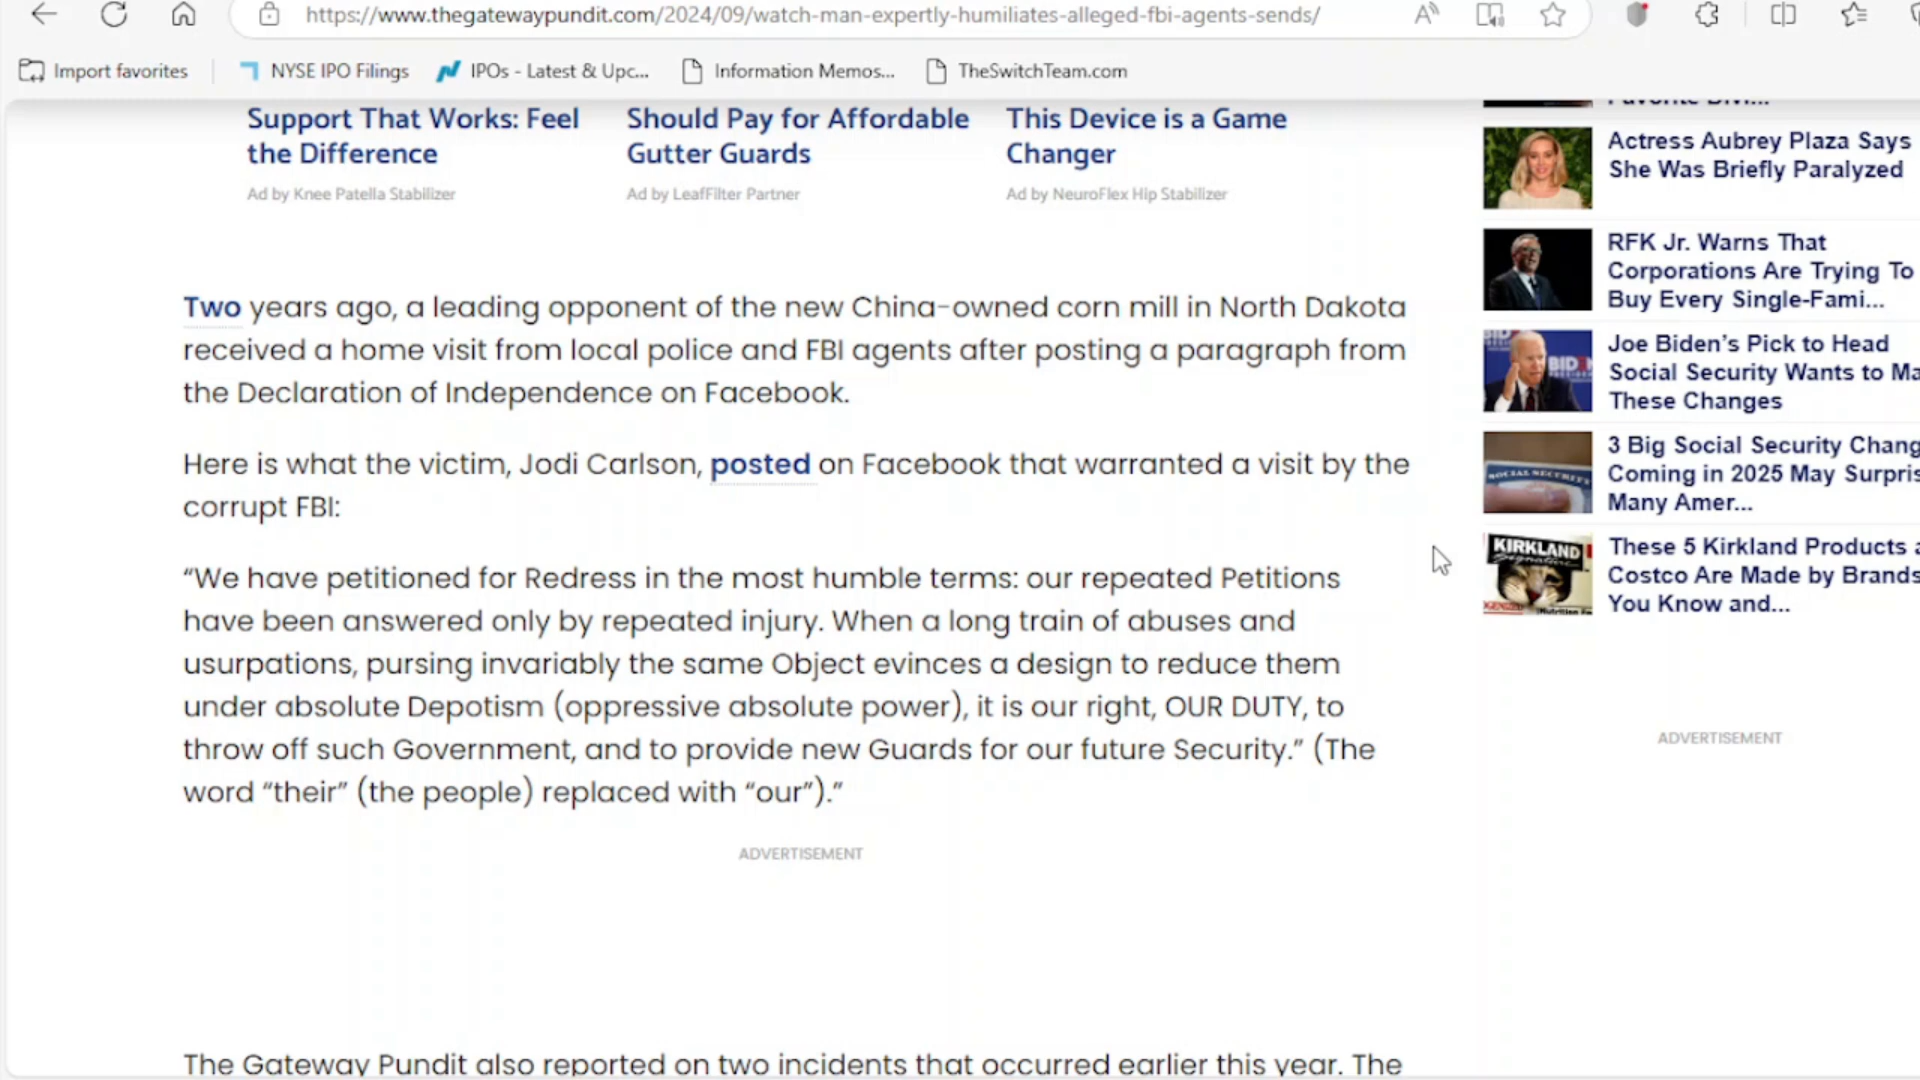 https://www.thegatewaypundit.com/2024/09/watch-man-expertly-humiliates-alleged-fbi-agents-sends/
Import favorites
NYSE IPO Filings
IPOs - Latest & Upc...
Information Memos...
TheSwitchTeam.com
Support That Works: Feel
the Difference
Ad by Knee Patella Stabilizer
Should Pay for Affordable
Gutter Guards
Ad by LeafFilter Partner
This Device is a Game
Changer
Ad by NeuroFlex Hip Stabilizer
Two years ago, a leading opponent of the new China-owned corn mill in North Dakota
received a home visit from local police and FBI agents after posting a paragraph from
the Declaration of Independence on Facebook.
Here is what the victim, Jodi Carlson, posted on Facebook that warranted a visit by the
corrupt FBI:
“We have petitioned for Redress in the most humble terms: our repeated Petitions
have been answered only by repeated injury. When a long train of abuses and
usurpations, pursing invariably the same Object evinces a design to reduce them
under absolute Depotism (oppressive absolute power), it is our right, OUR DUTY, to
throw off such Government, and to provide new Guards for our future Security.” (The
word “their” (the people) replaced with “our”).”
ADVERTISEMENT
The Gateway Pundit also reported on two incidents that occurred earlier this year. The
Actress Aubrey Plaza Says
She Was Briefly Paralyzed
RFK Jr. Warns That
Corporations Are Trying To
Buy Every Single-Fami...
Joe Biden’s Pick to Head
Social Security Wants to Ma
These Changes
SOCIAL SECURITY
3 Big Social Security Chang
Coming in 2025 May Surpris
Many Amer...
KIRKLAND
Signature
These 5 Kirkland Products a
Costco Are Made by Brands
You Know and...
ADVERTISEMENT